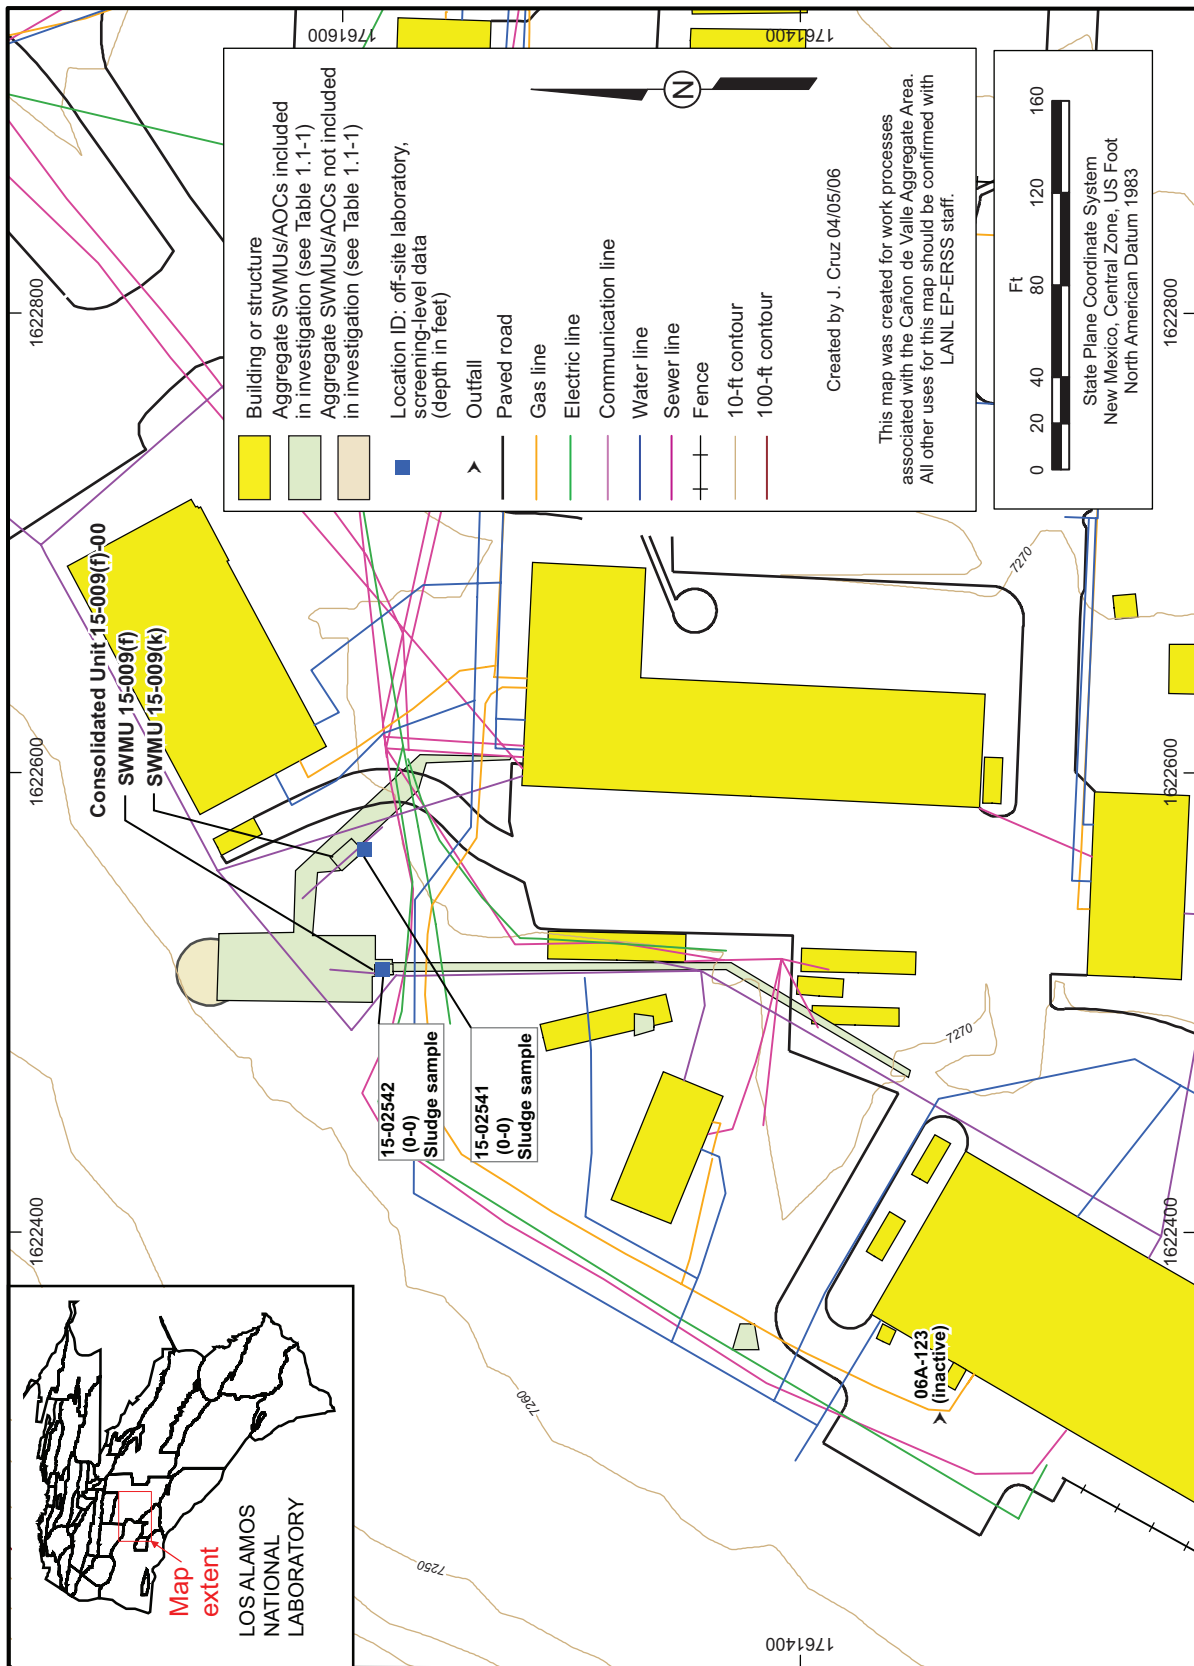 1622400
1622600
1622800
1761600
1761400
LOS ALAMOS
NATIONAL
LABORATORY
Map
extent
Consolidated Unit 15-009(f)-00
SWMU 15-009(f)
SWMU 15-009(k)
15-02542
(0-0)
Sludge sample
15-02541
(0-0)
Sludge sample
7250
7260
7270
7270
06A-123
(inactive)
Building or structure
Aggregate SWMUs/AOCs included
in investigation (see Table 1.1-1)
Aggregate SWMUs/AOCs not included
in investigation (see Table 1.1-1)
Location ID: off-site laboratory,
screening-level data
(depth in feet)
Outfall
Paved road
Gas line
Electric line
Communication line
Water line
Sewer line
Fence
10-ft contour
100-ft contour
N
Created by J. Cruz 04/05/06
This map was created for work processes
associated with the Cañon de Valle Aggregate Area.
All other uses for this map should be confirmed with
LANL EP-ERSS staff.
Ft
0 20 40 80 120 160
State Plane Coordinate System
New Mexico, Central Zone, US Foot
North American Datum 1983
1761400
1622400
1622600
1622800